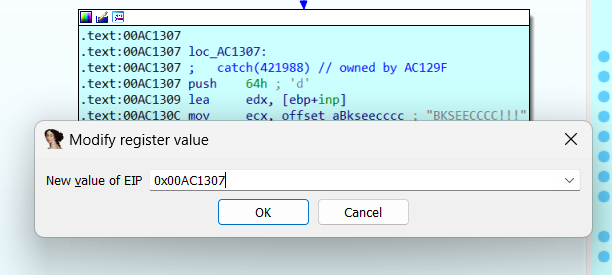 .text:00AC1307
.text:00AC1307 loc_AC1307:
.text:00AC1307 ;   catch(421988) // owned by AC129F
.text:00AC1307 push    64h ; 'd'
.text:00AC1309 lea     edx, [ebp+inp]
.text:00AC130C mov     ecx, offset aBkseecccc ; "BKSEECCCC!!!"
Modify register value
New value of EIP 0x00AC1307
OK Cancel